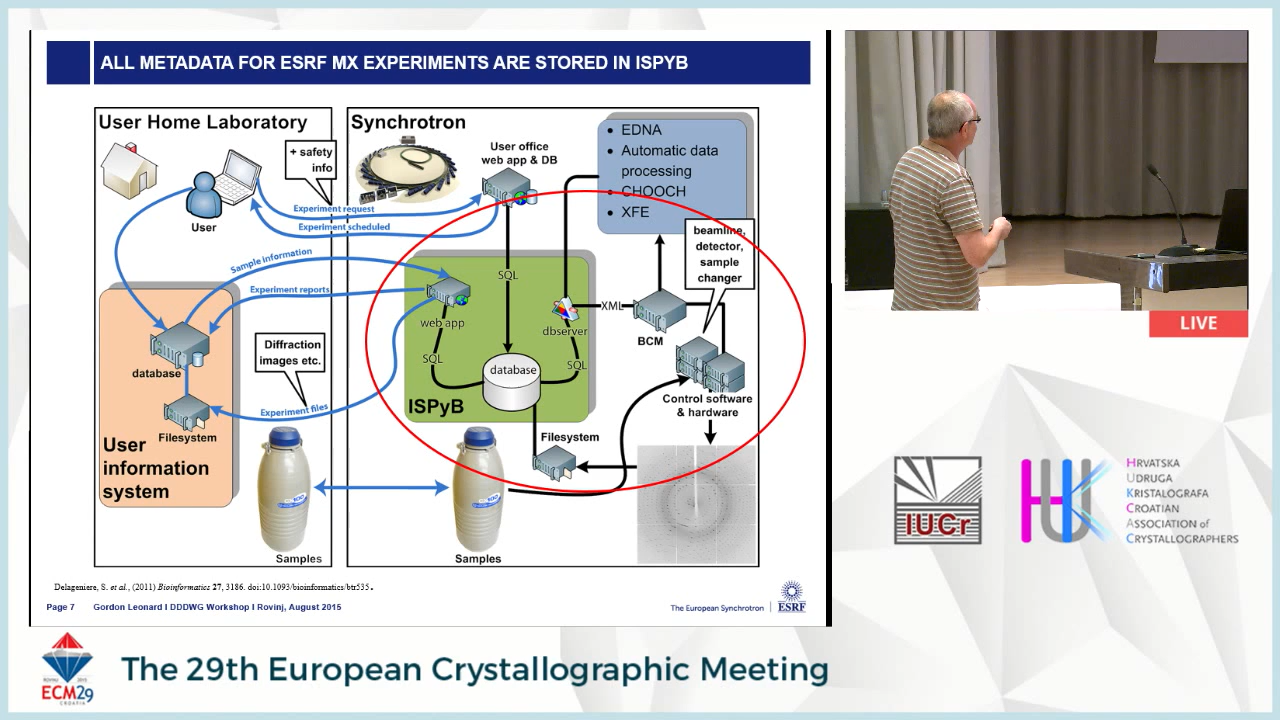 ALL METADATA FOR ESRF MX EXPERIMENTS ARE STORED IN ISPYB
User Home Laboratory
+ safety
info
User
Experiment request
Experiment scheduled
Sample information
Experiment reports
Diffraction
images etc.
Experiment files
database
Filesystem
User
information
system
Samples
Synchrotron
User office
web app & DB
• EDNA
• Automatic data
processing
• CHOOCH
• XFE
beamline,
detector,
sample
changer
SQL
web app
SQL
dbserver
XML
BCM
SQL
database
ISPyB
Control software
& hardware
Filesystem
Samples
Delageniere, S. et al., (2011) Bioinformatics 27, 3186. doi:10.1093/bioinformatics/btr535.
Page 7 Gordon Leonard I DDDWG Workshop I Rovinj, August 2015
The European Synchrotron
ESRF
LIVE
IUCr
HUK
HRVATSKA
UDRUGA
KRISTALOGRAFA
CROATIAN
ASSOCIATION of
CRYSTALLOGRAPHERS
ECM29
CROATIA
The 29th European Crystallographic Meeting